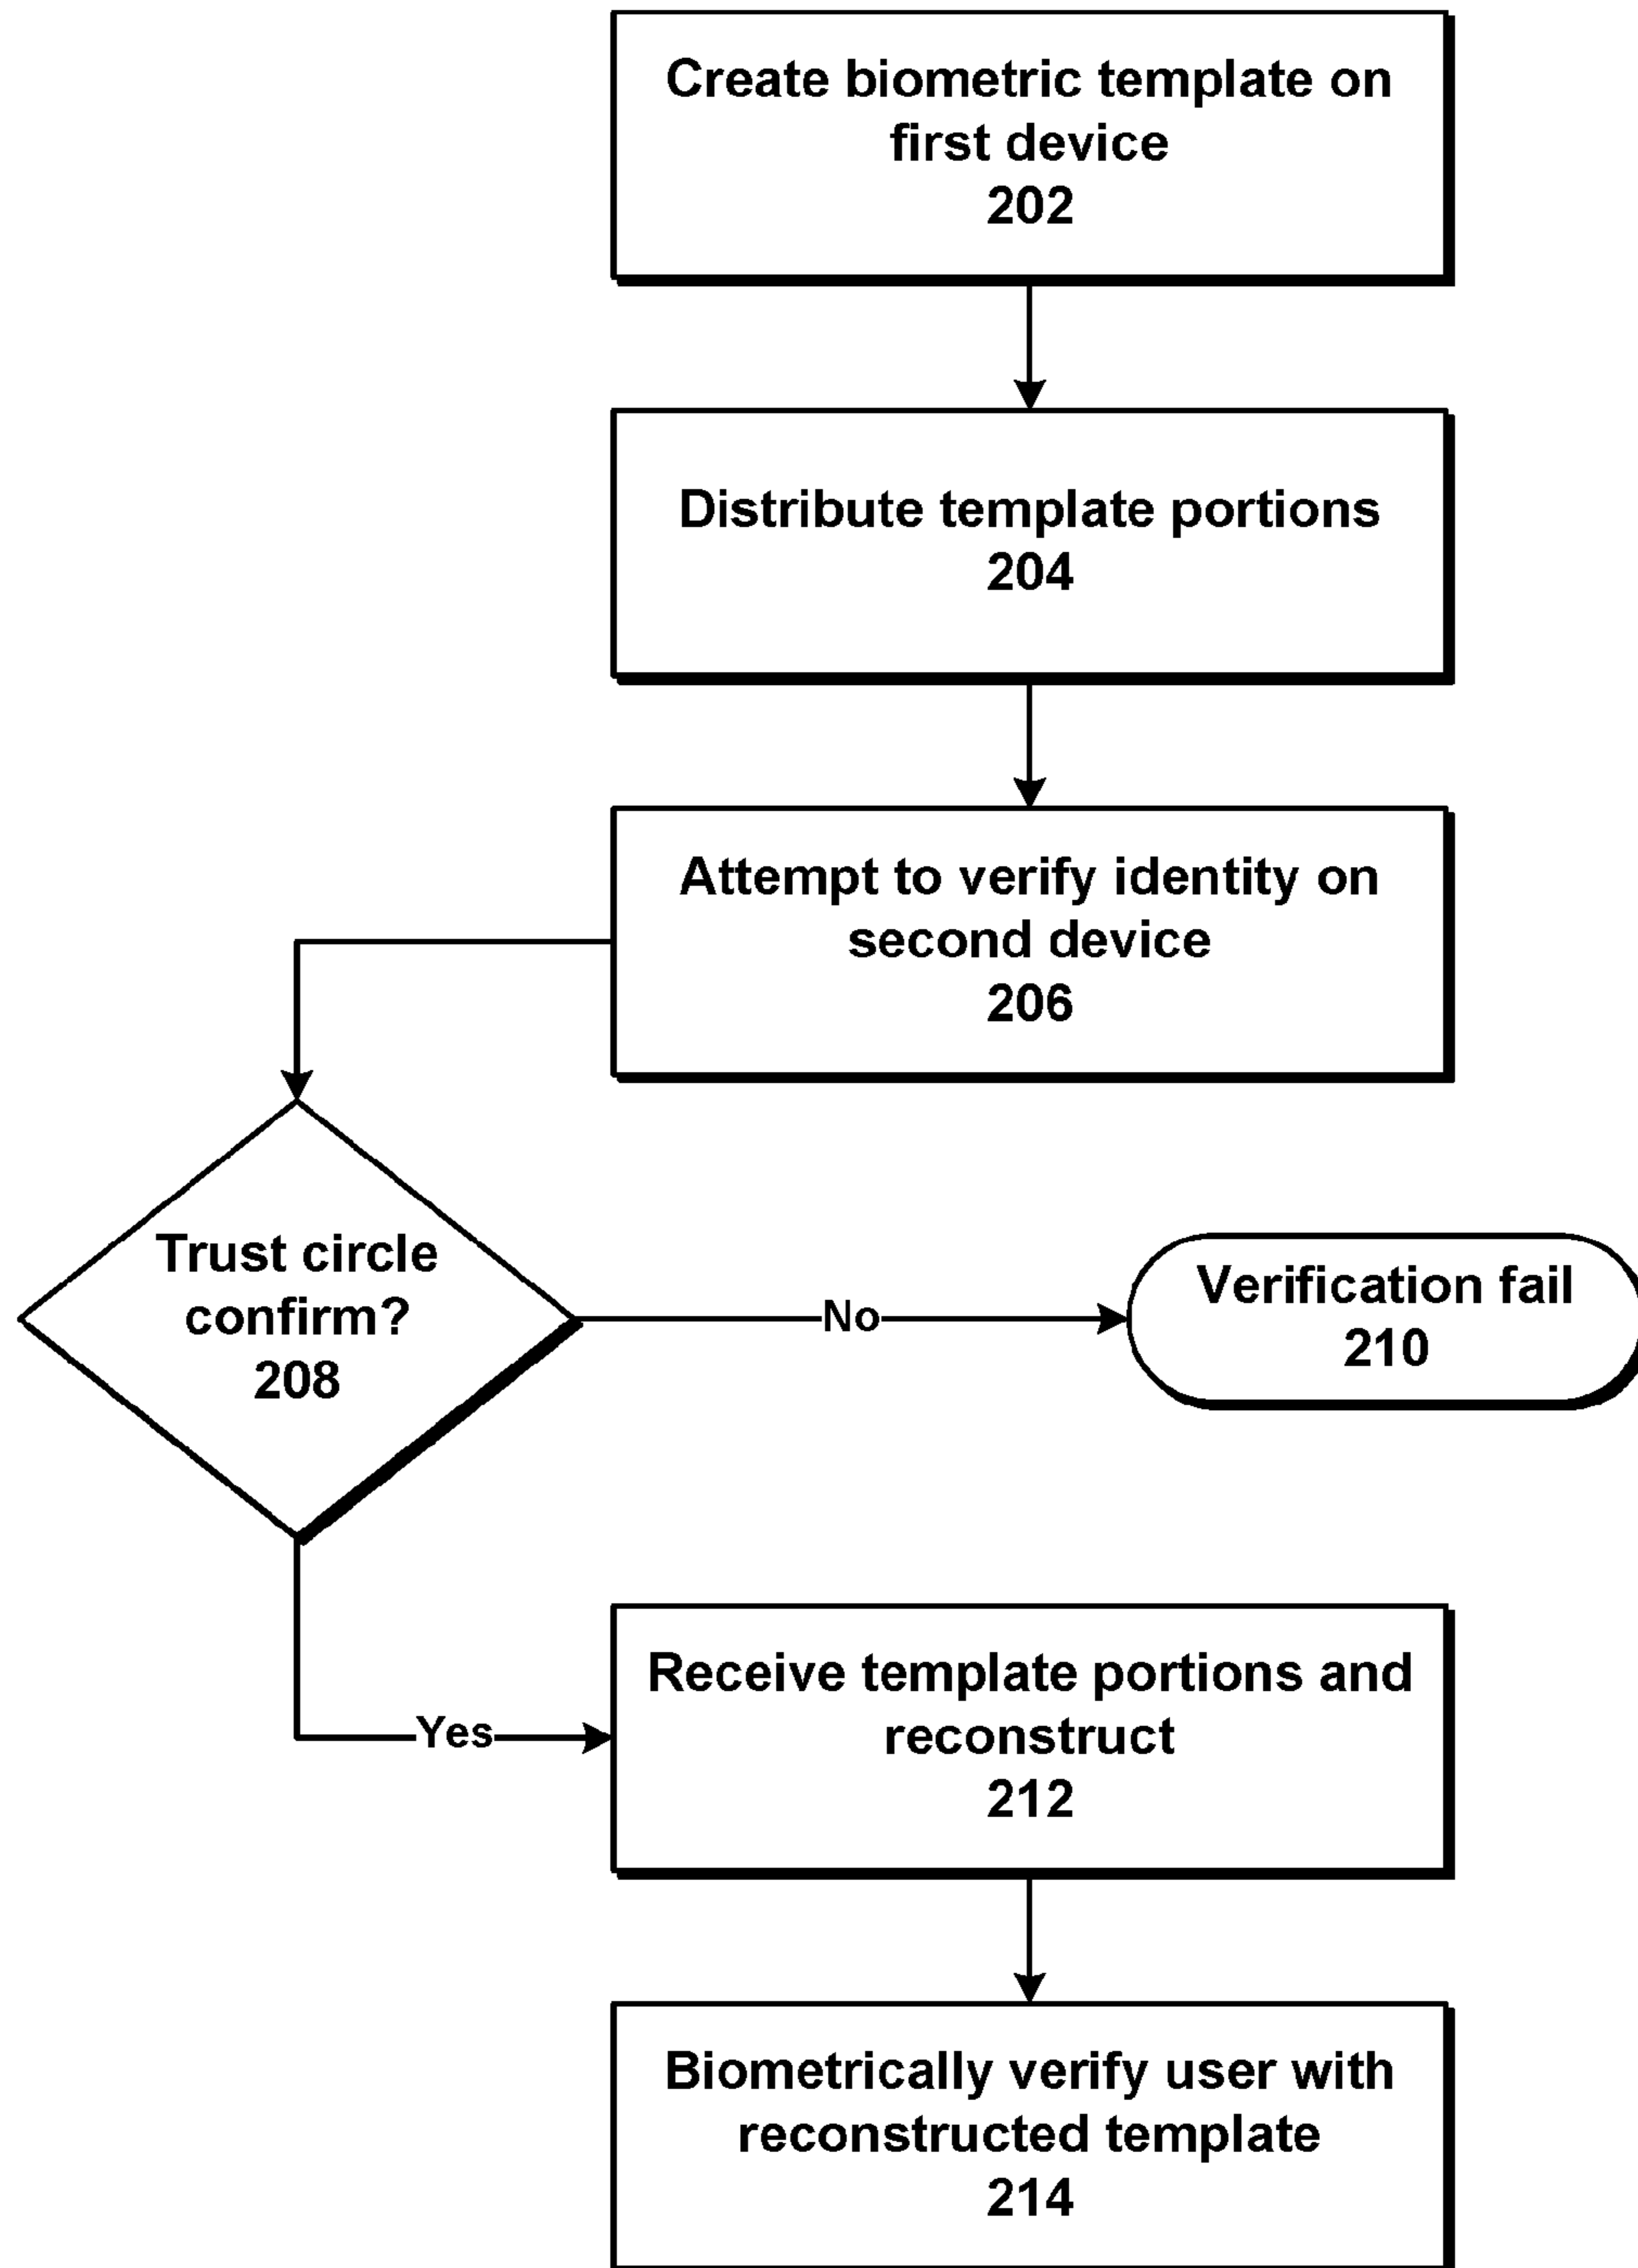 Create biometric template on
first device
202
Distribute template portions
204
Attempt to verify identity on
second device
206
Trust circle
confirm?
208
No
Verification fail
210
Yes
Receive template portions and
reconstruct
212
Biometrically verify user with
reconstructed template
214